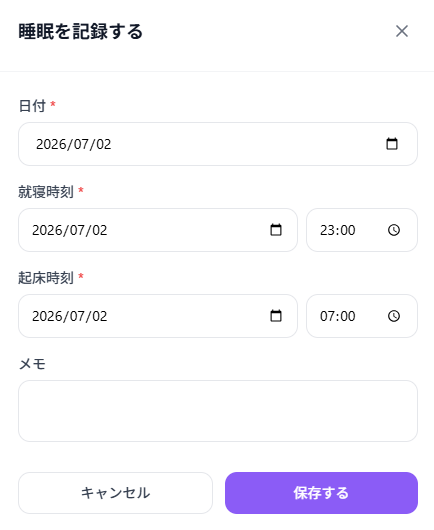 睡眠を記録する
日付 *
2026/07/02
就寝時刻 *
2026/07/02 23:00
起床時刻 *
2026/07/02 07:00
メモ
キャンセル 保存する